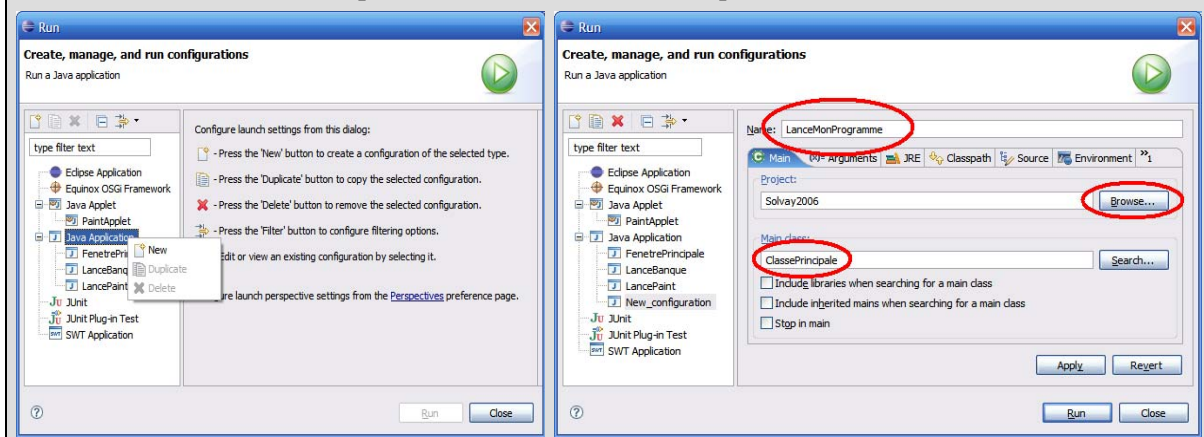 Run
Create, manage, and run configurations
Run a Java application
type filter text
Eclipse Application
Equinox OSGi Framework
Java Applet
PaintApplet
Java Application
FenetrePri
LanceBanq
LancePaint
JUnit
JUnit Plug-in Test
SWT Application
New
Duplicate
Delete
Configure launch settings from this dialog:
- Press the 'New' button to create a configuration of the selected type.
- Press the 'Duplicate' button to copy the selected configuration.
- Press the 'Delete' button to remove the selected configuration.
- Press the 'Filter' button to configure filtering options.
Edit or view an existing configuration by selecting it.
ure launch perspective settings from the Perspectives preference page.
Run
Close
Run
Create, manage, and run configurations
Run a Java application
type filter text
Eclipse Application
Equinox OSGi Framework
Java Applet
PaintApplet
Java Application
FenetrePrincipale
LanceBanque
LancePaint
New_configuration
JUnit
JUnit Plug-in Test
SWT Application
Name: LanceMonProgramme
Main (x)= Arguments JRE Classpath Source Environment »1
Project:
Solvay2006 Browse...
Main class:
ClassePrincipale Search...
Include libraries when searching for a main class
Include inherited mains when searching for a main class
Stop in main
Apply Revert
Run Close